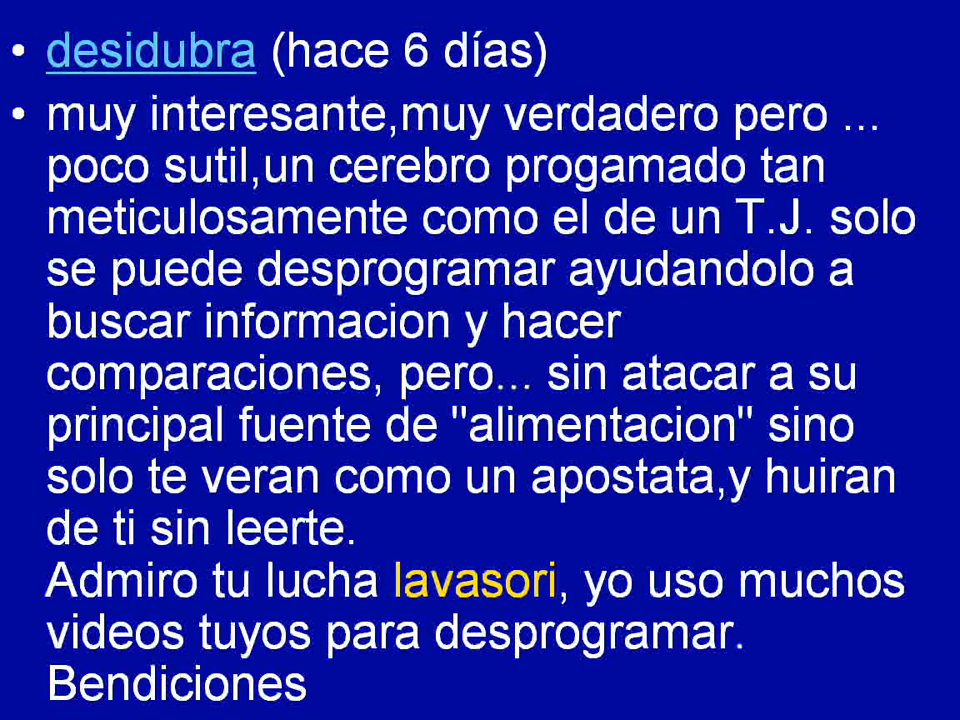 • desidubra (hace 6 días)
• muy interesante,muy verdadero pero ...
poco sutil,un cerebro progamado tan
meticulosamente como el de un T.J. solo
se puede desprogramar ayudandolo a
buscar informacion y hacer
comparaciones, pero... sin atacar a su
principal fuente de "alimentacion" sino
solo te veran como un apostata,y huiran
de ti sin leerte.
Admiro tu lucha lavasori, yo uso muchos
videos tuyos para desprogramar.
Bendiciones